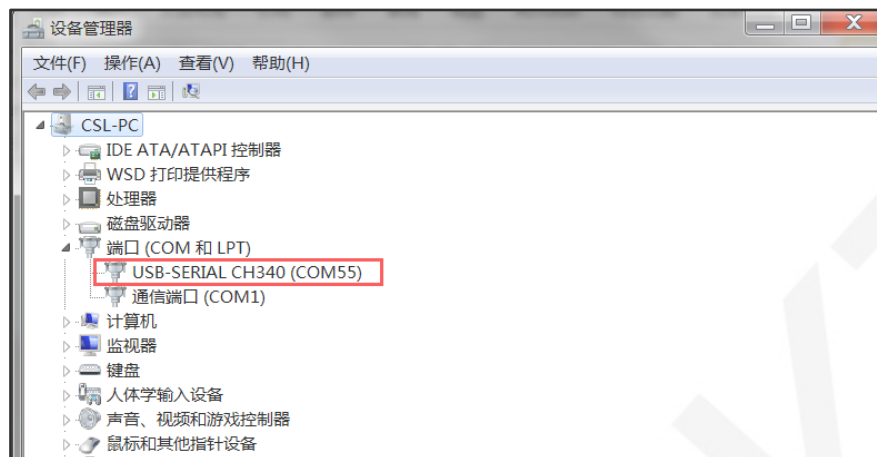 设备管理器
文件(F) 操作(A) 查看(V) 帮助(H)
CSL-PC
IDE ATA/ATAPI 控制器
WSD 打印提供程序
处理器
磁盘驱动器
端口 (COM 和 LPT)
USB-SERIAL CH340 (COM55)
通信端口 (COM1)
计算机
监视器
键盘
人体学输入设备
声音、视频和游戏控制器
鼠标和其他指针设备